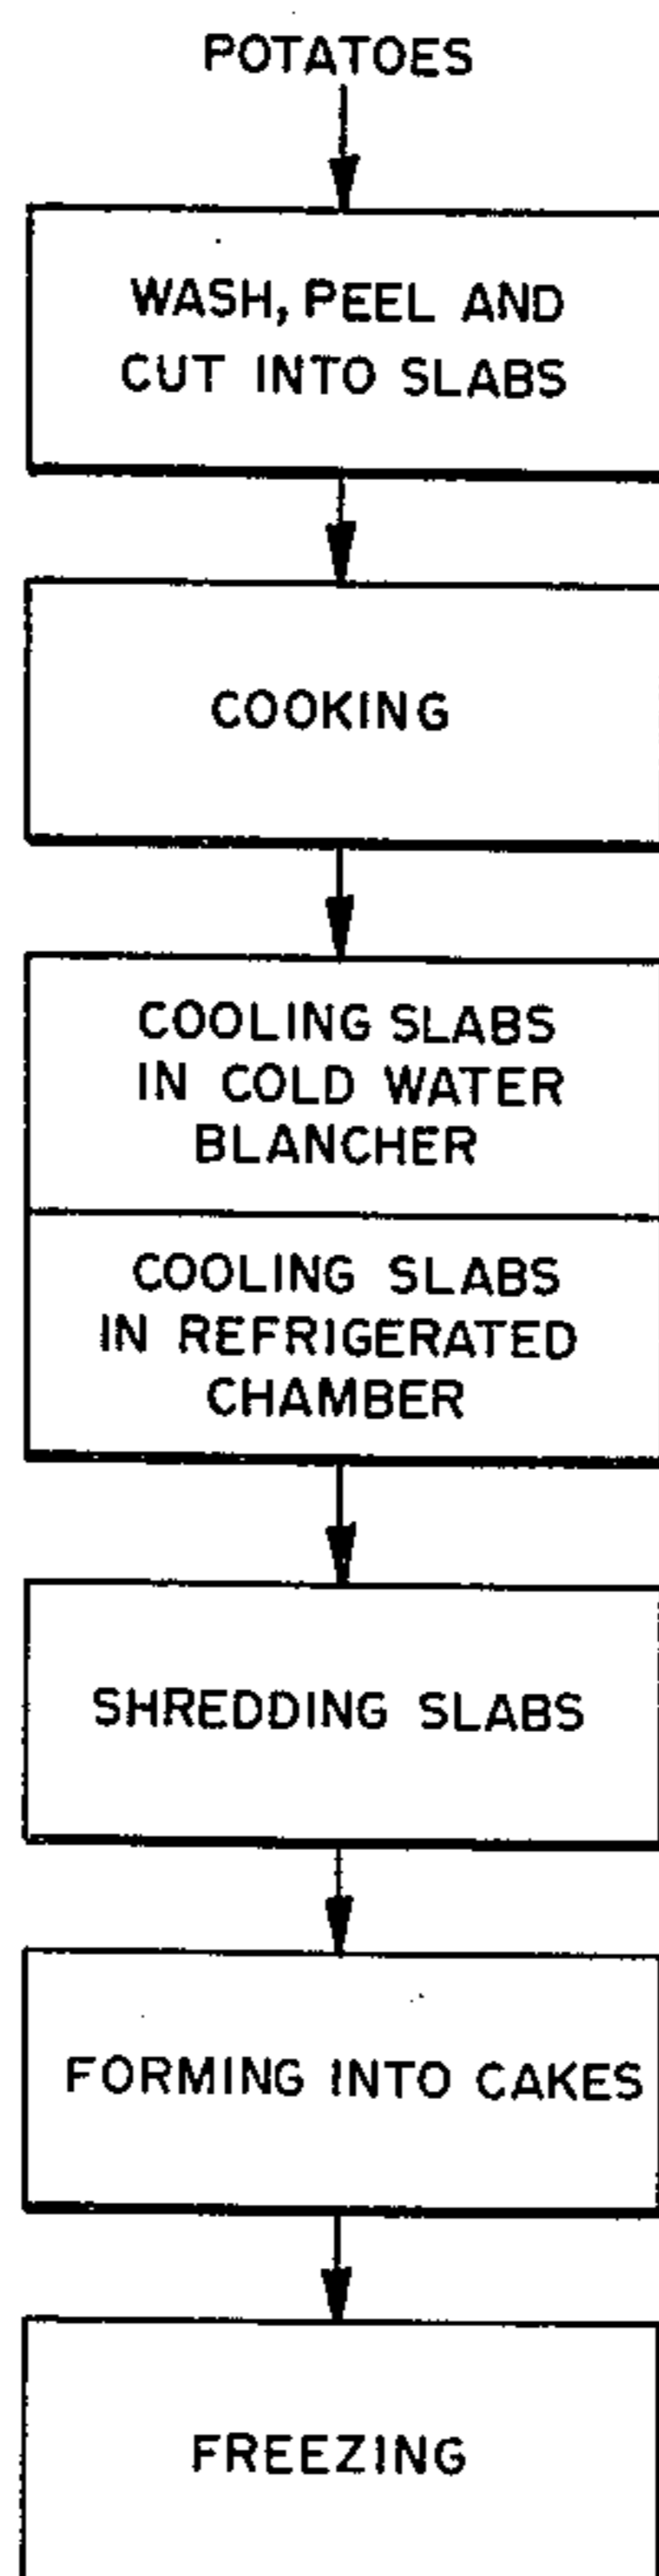 POTATOES
WASH, PEEL AND
CUT INTO SLABS
COOKING
COOLING SLABS
IN COLD WATER
BLANCHER
COOLING SLABS
IN REFRIGERATED
CHAMBER
SHREDDING SLABS
FORMING INTO CAKES
FREEZING